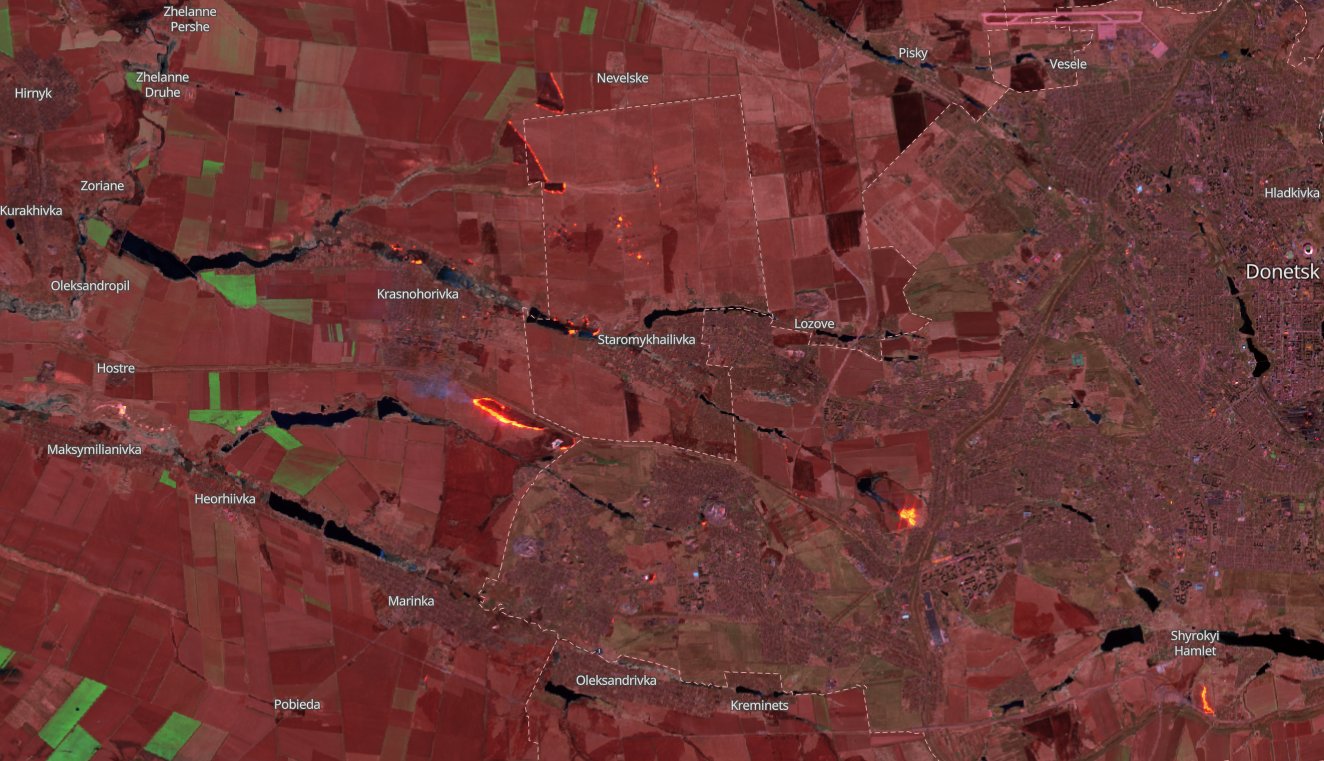 Zhelanne
Pershe
Zhelanne
Druhe
Hirnyk
Nevelske
Pisky
Vesele
Zoriane
Kurakhivka
Hladkivka
Donetsk
Oleksandropil
Krasnohorivka
Staromykhailivka
Lozove
Hostre
Maksymilianivka
Heorhiivka
Marinka
Shyrokyi
Hamlet
Oleksandrivka
Pobieda
Kreminets